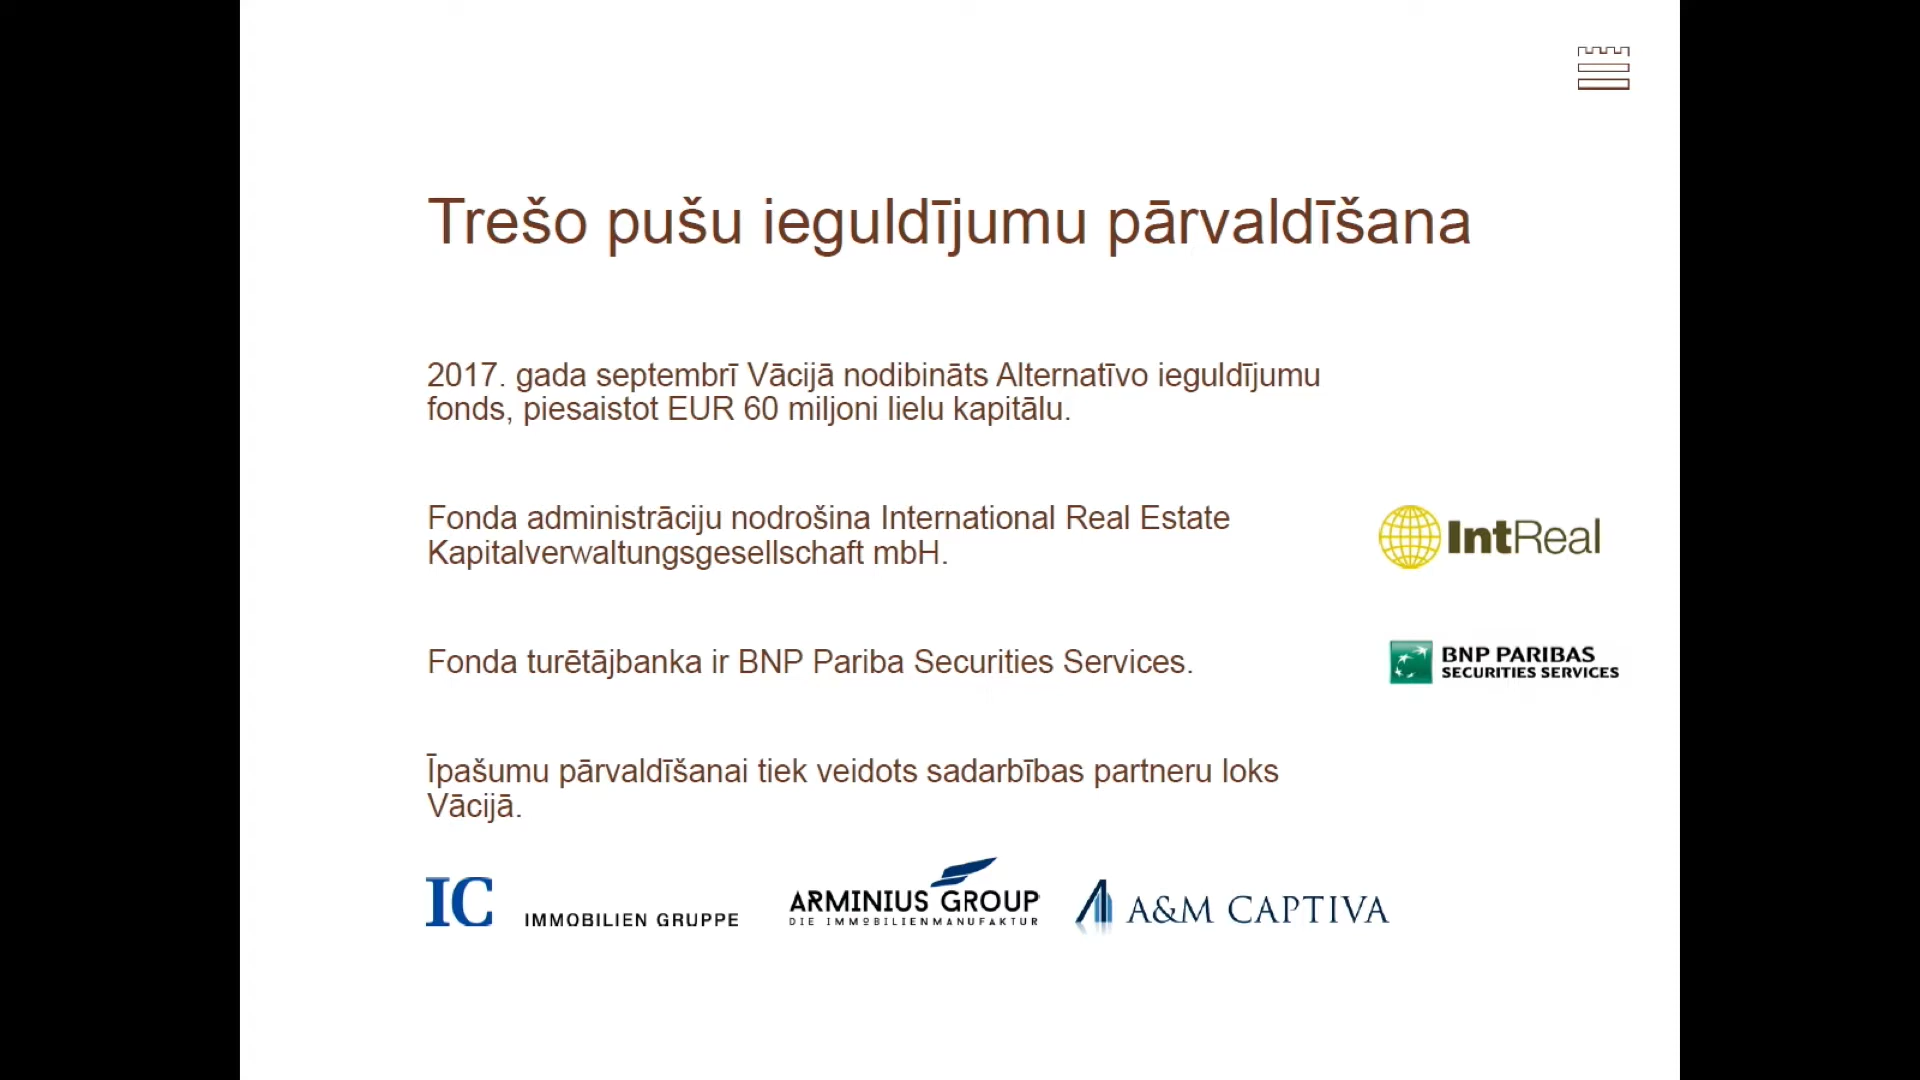 Trešo pušu ieguldījumu pārvaldīšana
2017. gada septembrī Vācijā nodibināts Alternatīvo ieguldījumu
fonds, piesaistot EUR 60 miljoni lielu kapitālu.
Fonda administrāciju nodrošina International Real Estate
Kapitalverwaltungsgesellschaft mbH.
IntReal
Fonda turētājbanka ir BNP Pariba Securities Services.
BNP PARIBAS
SECURITIES SERVICES
Īpašumu pārvaldīšanai tiek veidots sadarbības partneru loks
Vācijā.
IC IMMOBILIEN GRUPPE
ARMINIUS GROUP
DIE IMMOBILIENMANUFAKTUR
A&M CAPTIVA